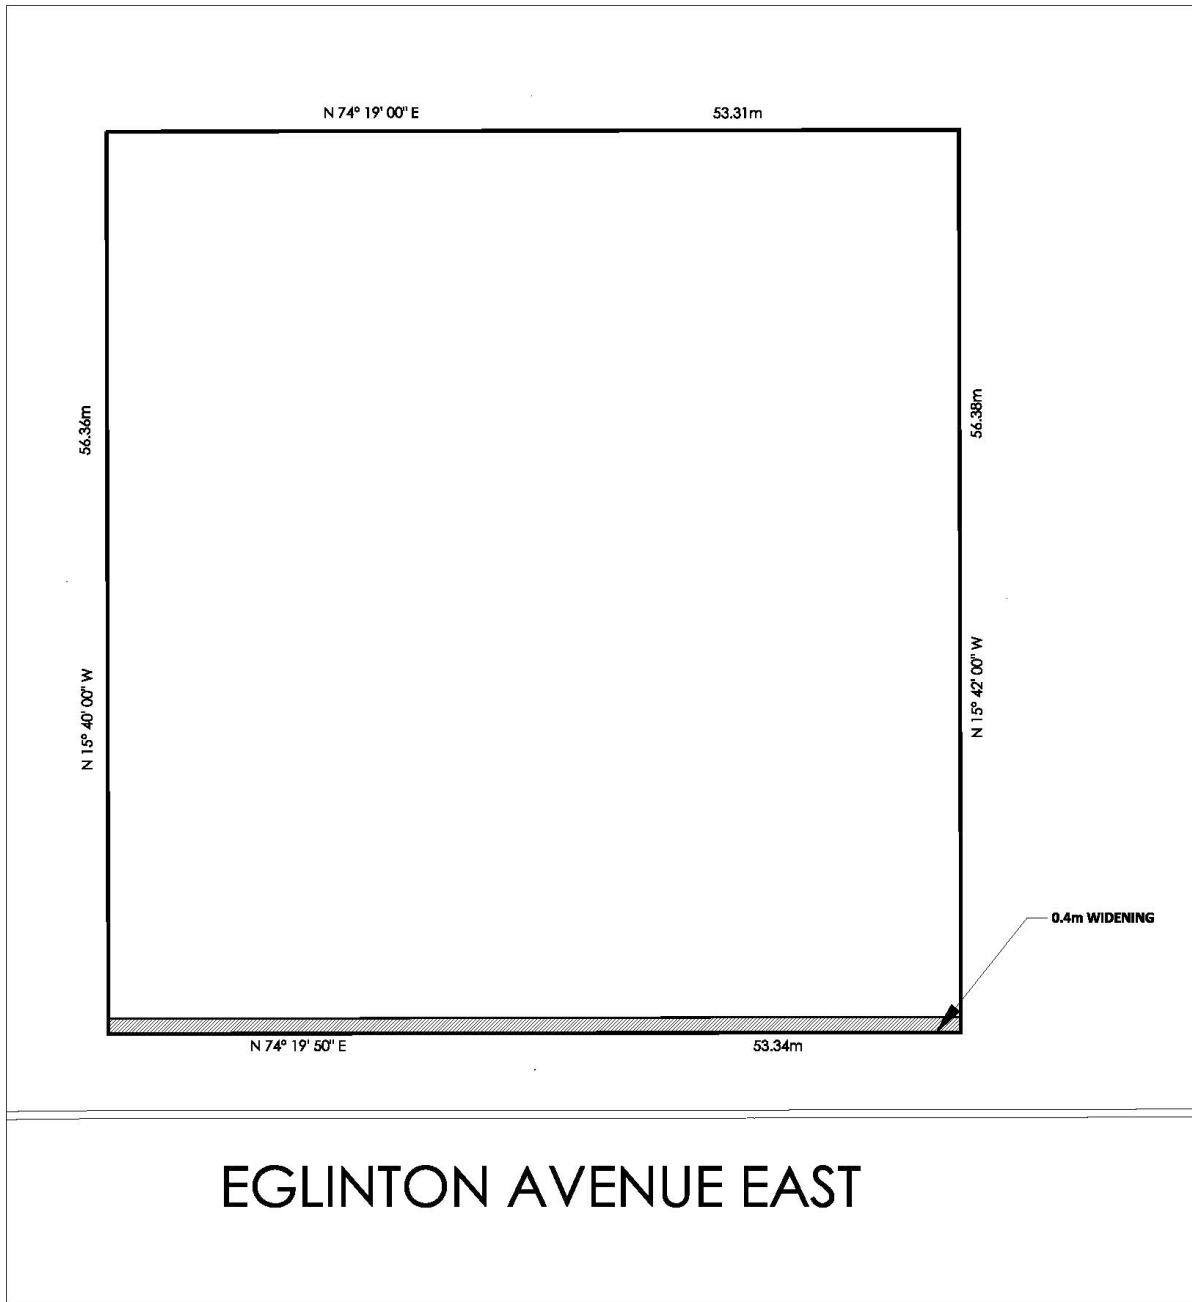 N 74° 19' 00" E
53.31m
56.36m
56.38m
N 15° 40' 00" W
N 15° 42' 00" W
0.4m WIDENING
N 74° 19' 50" E
53.34m
EGLINTON AVENUE EAST